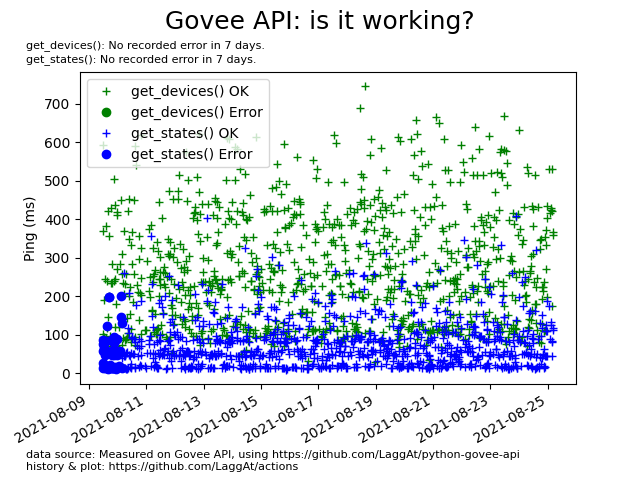 Govee API: is it working?
get_devices(): No recorded error in 7 days.
get_states(): No recorded error in 7 days.
get_devices() OK
get_devices() Error
get_states() OK
get_states() Error
Ping (ms)
700
600
500
400
300
200
100
0
2021-08-09
2021-08-11
2021-08-13
2021-08-15
2021-08-17
2021-08-19
2021-08-21
2021-08-23
2021-08-25
data source: Measured on Govee API, using https://github.com/LaggAt/python-govee-api
history & plot: https://github.com/LaggAt/actions